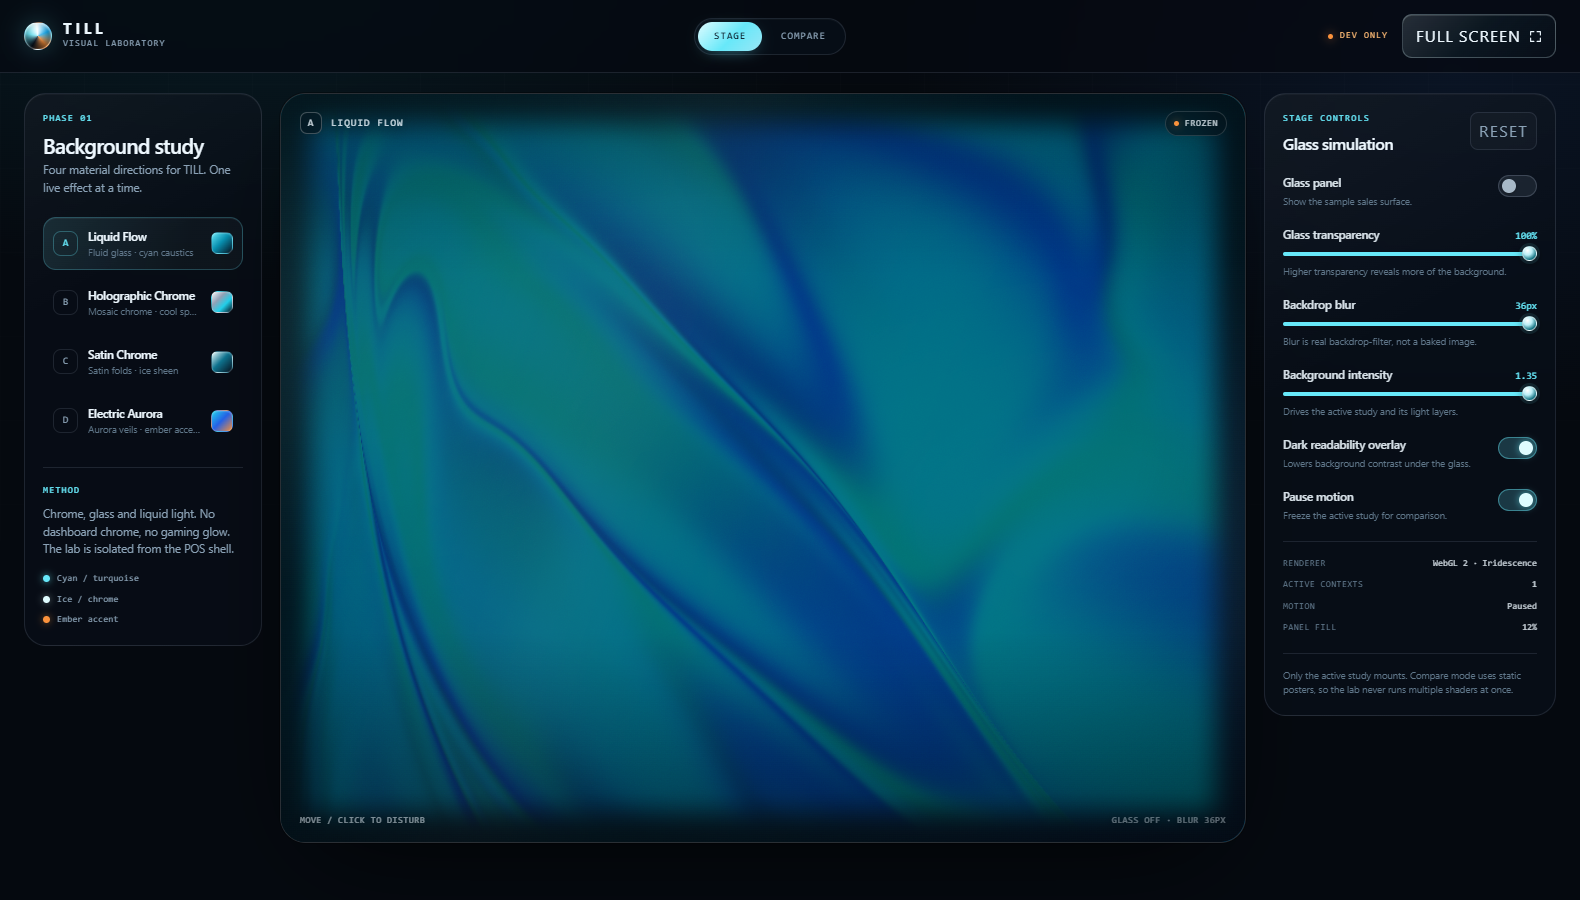 TILL
VISUAL LABORATORY
STAGE
COMPARE
DEV ONLY
FULL SCREEN
PHASE 01
Background study
Four material directions for TILL. One
live effect at a time.
A
Liquid Flow
Fluid glass · cyan caustics
B
Holographic Chrome
Mosaic chrome · cool sp...
C
Satin Chrome
Satin folds · ice sheen
D
Electric Aurora
Aurora veils · ember acce...
METHOD
Chrome, glass and liquid light. No
dashboard chrome, no gaming glow.
The lab is isolated from the POS shell.
Cyan / turquoise
Ice / chrome
Ember accent
A
LIQUID FLOW
FROZEN
MOVE / CLICK TO DISTURB
GLASS OFF · BLUR 36PX
STAGE CONTROLS
Glass simulation
RESET
Glass panel
Show the sample sales surface.
Glass transparency
100%
Higher transparency reveals more of the background.
Backdrop blur
36px
Blur is real backdrop-filter, not a baked image.
Background intensity
1.35
Drives the active study and its light layers.
Dark readability overlay
Lowers background contrast under the glass.
Pause motion
Freeze the active study for comparison.
RENDERER
WebGL 2 · Iridescence
ACTIVE CONTEXTS
1
MOTION
Paused
PANEL FILL
12%
Only the active study mounts. Compare mode uses static
posters, so the lab never runs multiple shaders at once.